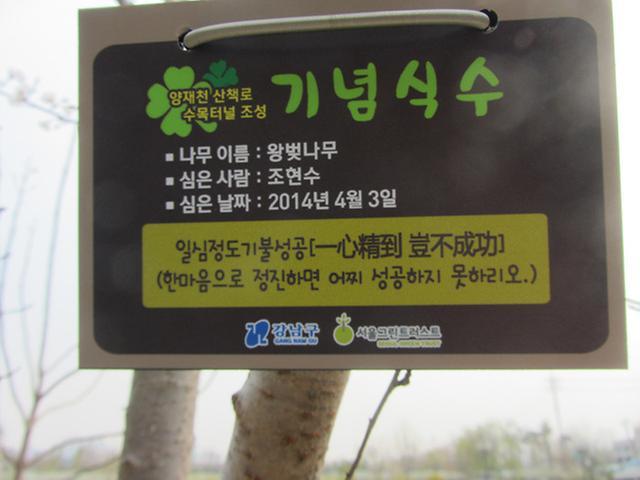 양재천 산책로
수목터널 조성
기념식수
▪ 나무 이름 : 왕벚나무
▪ 심은 사람 : 조현수
▪ 심은 날짜 : 2014년 4월 3일
일심정도기불성공[一心精到 豈不成功]
(한마음으로 정진하면 어찌 성공하지 못하리오.)
강남구
GANG NAM GU
서울그린트러스트
SEOUL GREEN TRUST